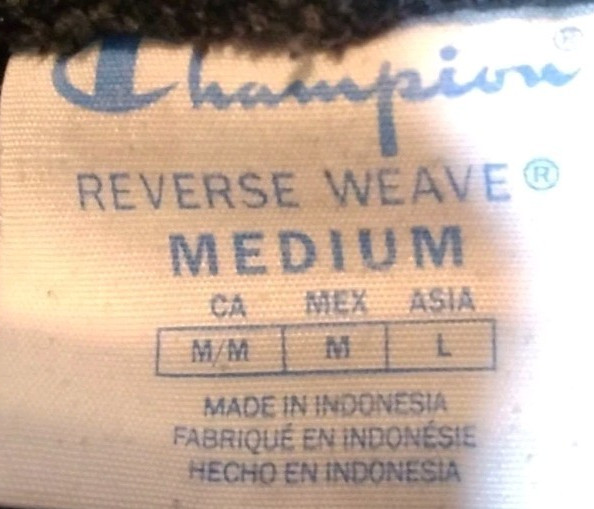 Champion®
REVERSE WEAVE®
MEDIUM
CA MEX ASIA
M/M M L
MADE IN INDONESIA
FABRIQUÉ EN INDONÉSIE
HECHO EN INDONESIA